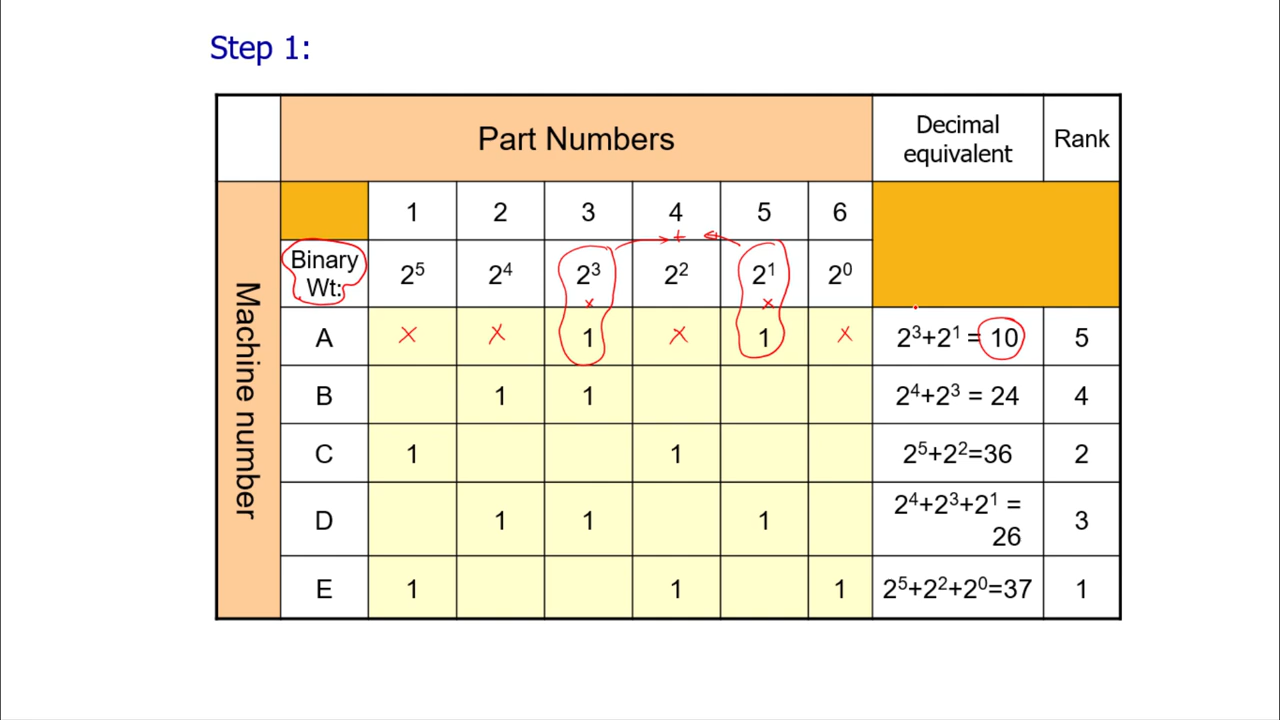 Step 1:
Part Numbers Decimal equivalent Rank
1 2 3 4 5 6
Binary Wt: 2⁵ 2⁴ 2³ 2² 2¹ 2⁰
Machine number
A × × 1 × 1 × 2³+2¹ = 10 5
B 1 1 2⁴+2³ = 24 4
C 1 1 2⁵+2²=36 2
D 1 1 1 2⁴+2³+2¹ = 26 3
E 1 1 1 2⁵+2²+2⁰=37 1